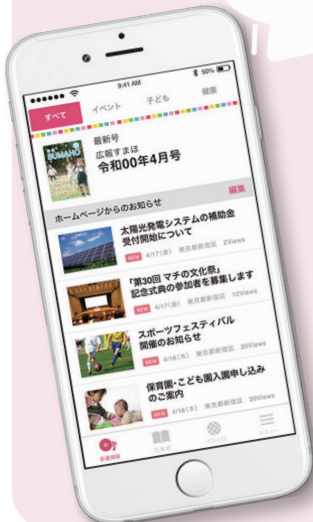 9:41 AM
50%
すべて
イベント
子ども
健康
SUMAHO
最新号
広報すまほ
令和00年4月号
ホームページからのお知らせ
編集
太陽光発電システムの補助金
受付開始について
NEW 4/17(金) 東京都新宿区 2Views
「第30回 マチの文化祭」
記念式典の参加者を募集します
NEW 4/17(金) 東京都新宿区 12Views
スポーツフェスティバル
開催のお知らせ
NEW 4/16(木) 東京都新宿区 20Views
保育園・こども園入園申し込み
のご案内
NEW 4/16(木) 東京都新宿区 20Views
新着情報
広報紙
メニュー